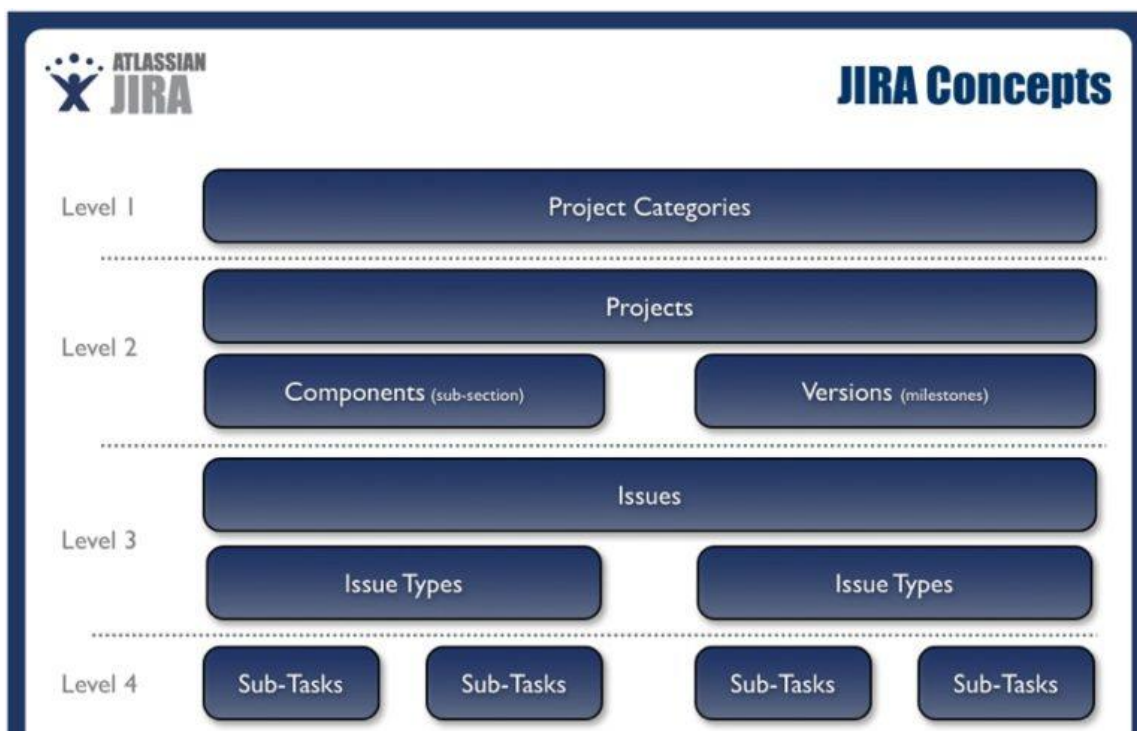 ATLASSIAN
JIRA
JIRA Concepts
Level 1
Project Categories
Projects
Level 2
Components (sub-section)
Versions (milestones)
Issues
Level 3
Issue Types
Issue Types
Level 4
Sub-Tasks
Sub-Tasks
Sub-Tasks
Sub-Tasks